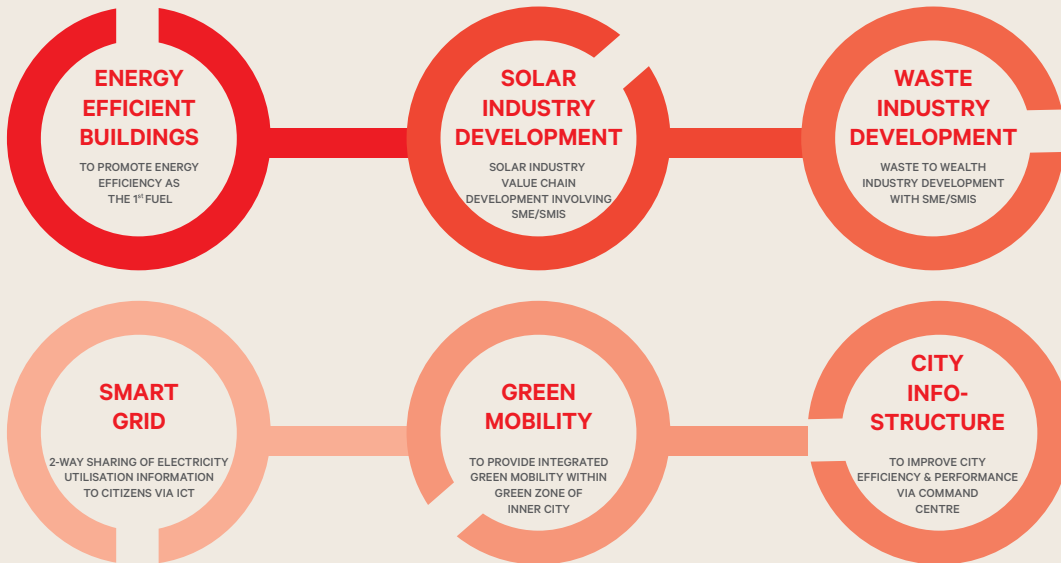 ENERGY
EFFICIENT
BUILDINGS
TO PROMOTE ENERGY
EFFICIENCY AS
THE 1st FUEL
SOLAR
INDUSTRY
DEVELOPMENT
SOLAR INDUSTRY
VALUE CHAIN
DEVELOPMENT INVOLVING
SME/SMIS
WASTE
INDUSTRY
DEVELOPMENT
WASTE TO WEALTH
INDUSTRY DEVELOPMENT
WITH SME/SMIS
SMART
GRID
2-WAY SHARING OF ELECTRICITY
UTILISATION INFORMATION
TO CITIZENS VIA ICT
GREEN
MOBILITY
TO PROVIDE INTEGRATED
GREEN MOBILITY WITHIN
GREEN ZONE OF
INNER CITY
CITY
INFO-
STRUCTURE
TO IMPROVE CITY
EFFICIENCY & PERFORMANCE
VIA COMMAND
CENTRE